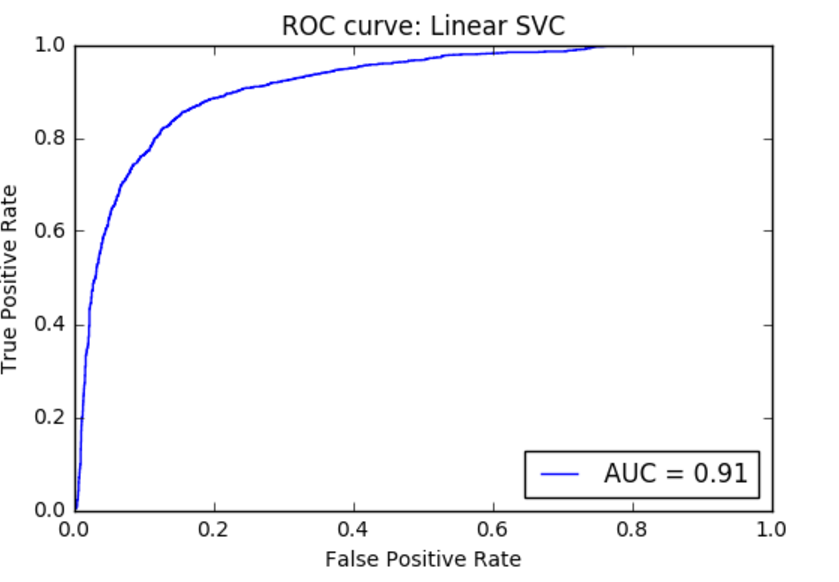 ROC curve: Linear SVC
1.0
0.8
0.6
0.4
0.2
0.0
True Positive Rate
AUC = 0.91
0.0 0.2 0.4 0.6 0.8 1.0
False Positive Rate